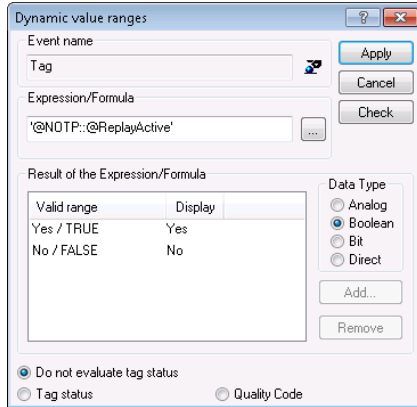 Dynamic value ranges
Event name
Tag
Apply
Cancel
Check
Expression/Formula
'@NOTP::@ReplayActive'
...
Result of the Expression/Formula
Valid range Display
Yes / TRUE Yes
No / FALSE No
Data Type
Analog
Boolean
Bit
Direct
Add...
Remove
Do not evaluate tag status
Tag status Quality Code